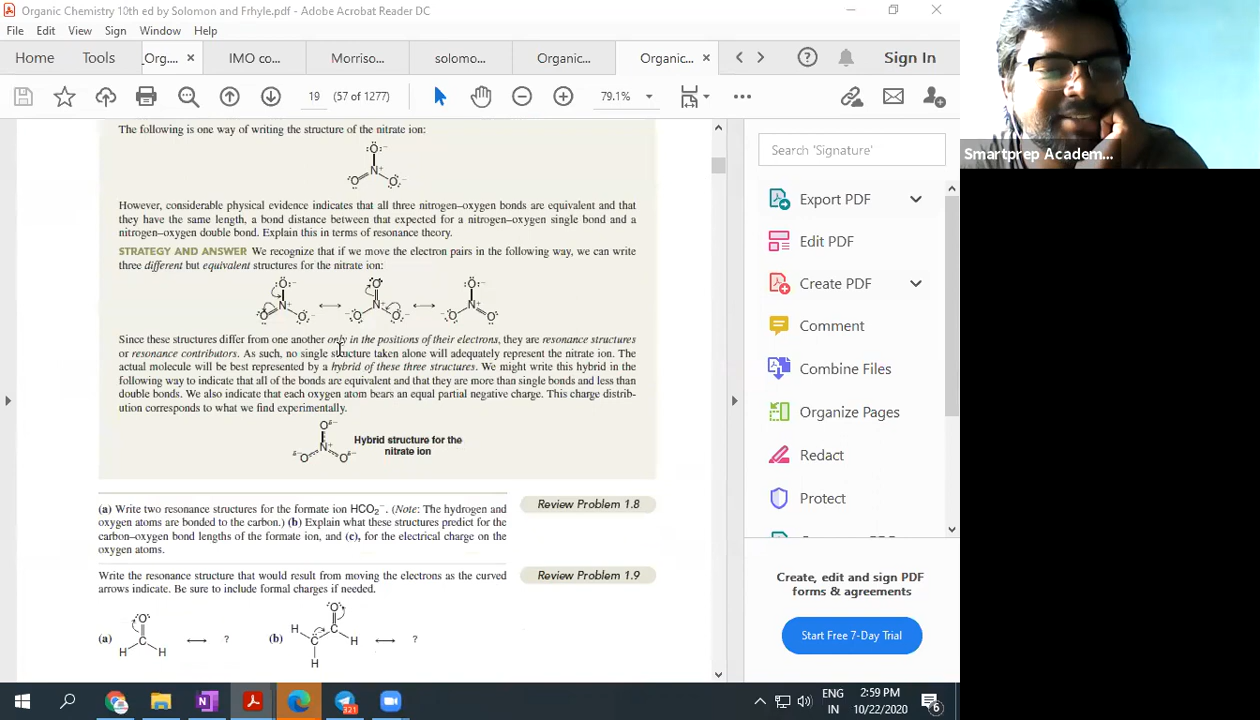 Organic Chemistry 10th ed by Solomon and Frhyle.pdf - Adobe Acrobat Reader DC
File Edit View Sign Window Help
Home Tools _Org.... × IMO co... Morriso... solomo... Organic... Organic... × Sign In
19 (57 of 1277) 79.1%
Smartprep Academ...
The following is one way of writing the structure of the nitrate ion:
However, considerable physical evidence indicates that all three nitrogen–oxygen bonds are equivalent and that
they have the same length, a bond distance between that expected for a nitrogen–oxygen single bond and a
nitrogen–oxygen double bond. Explain this in terms of resonance theory.
STRATEGY AND ANSWER We recognize that if we move the electron pairs in the following way, we can write
three different but equivalent structures for the nitrate ion:
Since these structures differ from one another only in the positions of their electrons, they are resonance structures
or resonance contributors. As such, no single structure taken alone will adequately represent the nitrate ion. The
actual molecule will be best represented by a hybrid of these three structures. We might write this hybrid in the
following way to indicate that all of the bonds are equivalent and that they are more than single bonds and less than
double bonds. We also indicate that each oxygen atom bears an equal partial negative charge. This charge distrib-
ution corresponds to what we find experimentally.
Hybrid structure for the
nitrate ion
Review Problem 1.8
(a) Write two resonance structures for the formate ion HCO₂⁻. (Note: The hydrogen and
oxygen atoms are bonded to the carbon.) (b) Explain what these structures predict for the
carbon–oxygen bond lengths of the formate ion, and (c), for the electrical charge on the
oxygen atoms.
Review Problem 1.9
Write the resonance structure that would result from moving the electrons as the curved
arrows indicate. Be sure to include formal charges if needed.
(a) ?
(b) ?
Search 'Signature'
Export PDF
Edit PDF
Create PDF
Comment
Combine Files
Organize Pages
Redact
Protect
Create, edit and sign PDF
forms & agreements
Start Free 7-Day Trial
321
ENG
IN
2:59 PM
10/22/2020
6